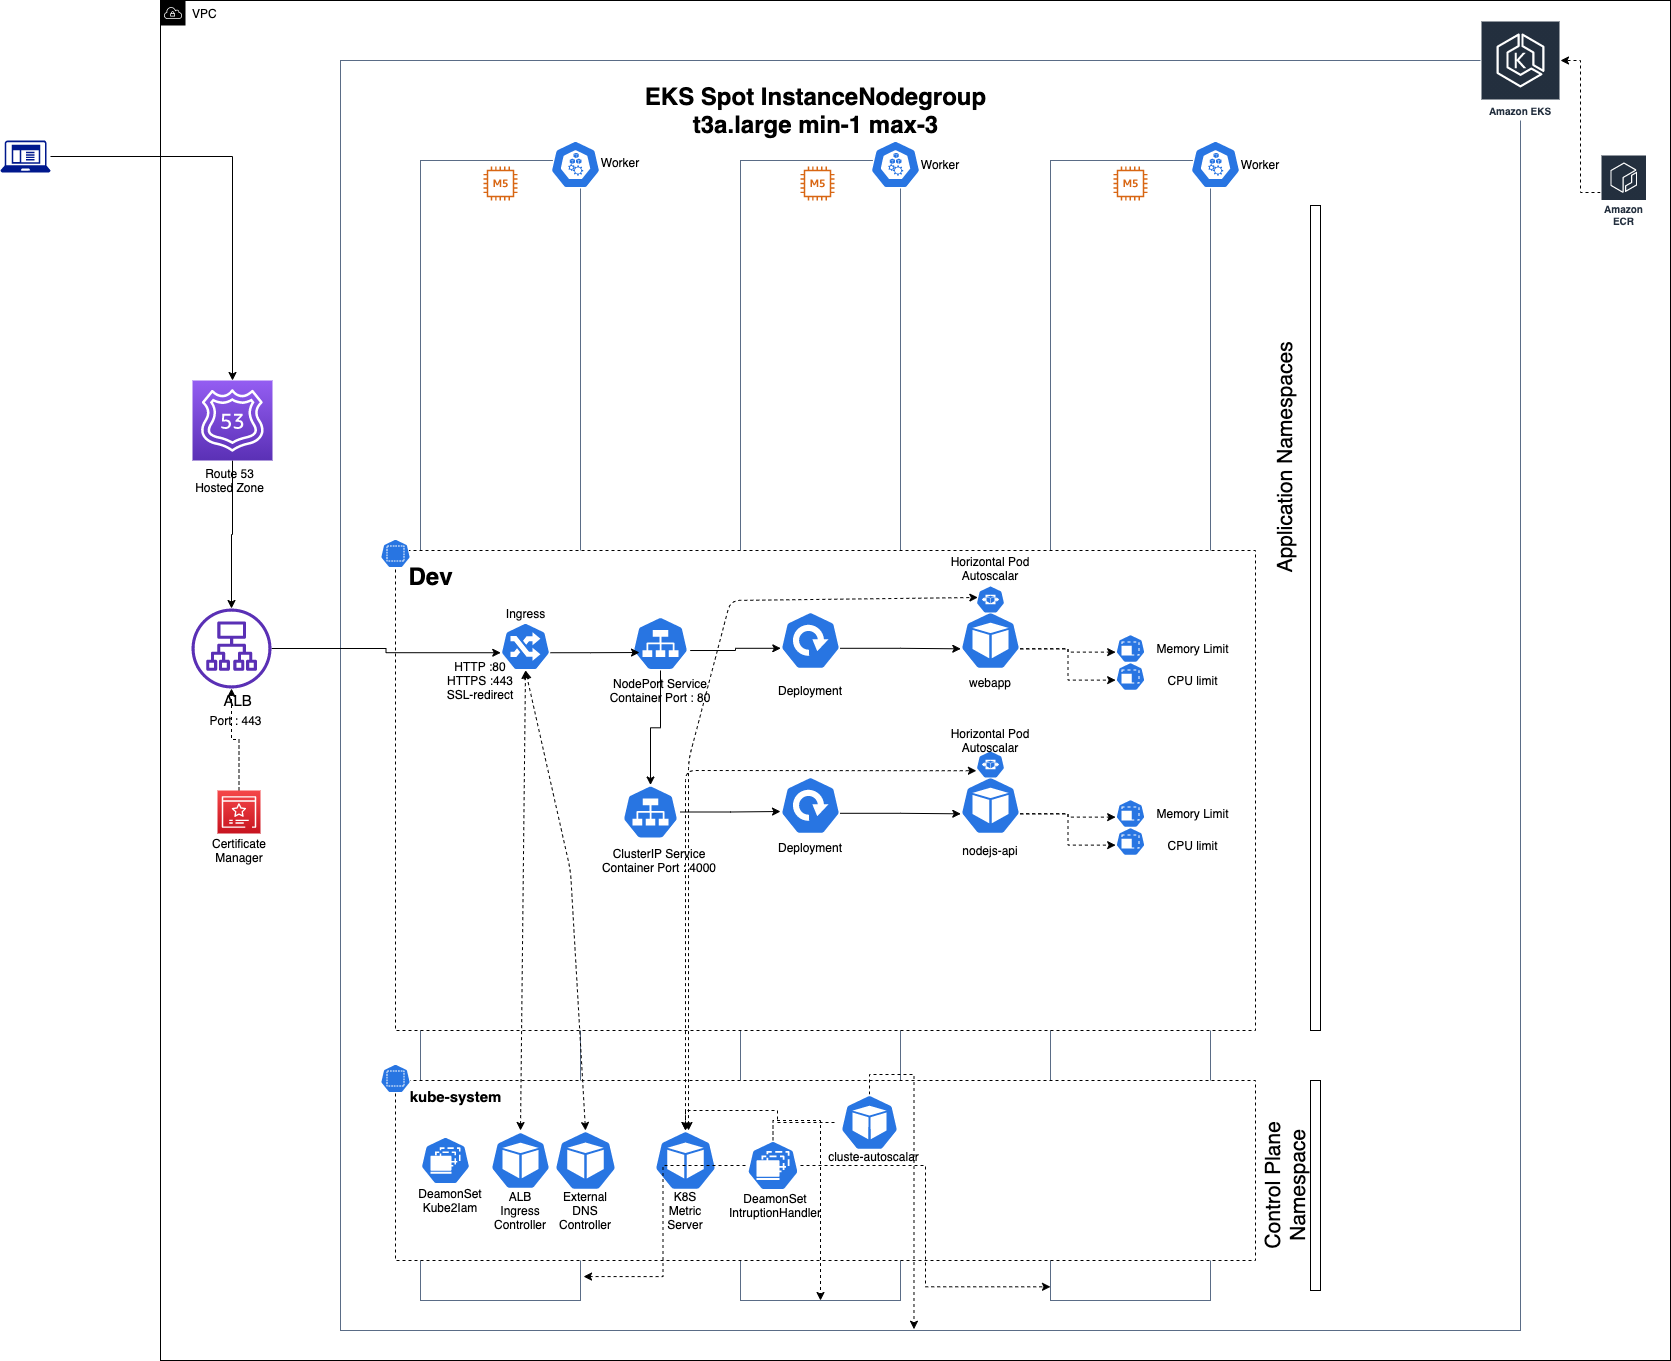 VPC
Amazon EKS
EKS Spot InstanceNodegroup
t3a.large min-1 max-3
Worker
Worker
Worker
M5
M5
M5
Amazon
ECR
53
Route 53
Hosted Zone
Application Namespaces
Dev
Horizontal Pod
Autoscalar
Ingress
HTTP :80
HTTPS :443
SSL-redirect
NodePort Service
Container Port : 80
Deployment
webapp
Memory Limit
CPU limit
ALB
Port : 443
Horizontal Pod
Autoscalar
Certificate
Manager
ClusterIP Service
Container Port : 4000
Deployment
nodejs-api
Memory Limit
CPU limit
kube-system
Control Plane
Namespace
cluste-autoscalar
DeamonSet
Kube2Iam
ALB
Ingress
Controller
External
DNS
Controller
K8S
Metric
Server
DeamonSet
IntruptionHandler
K